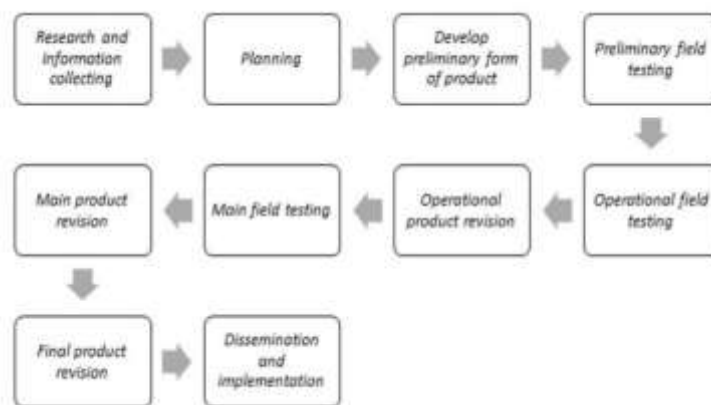 Research and
Information
collecting
Planning
Develop
preliminary form
of product
Preliminary field
testing
Main product
revision
Main field testing
Operational
product revision
Operational field
testing
Final product
revision
Dissemination
and
implementation